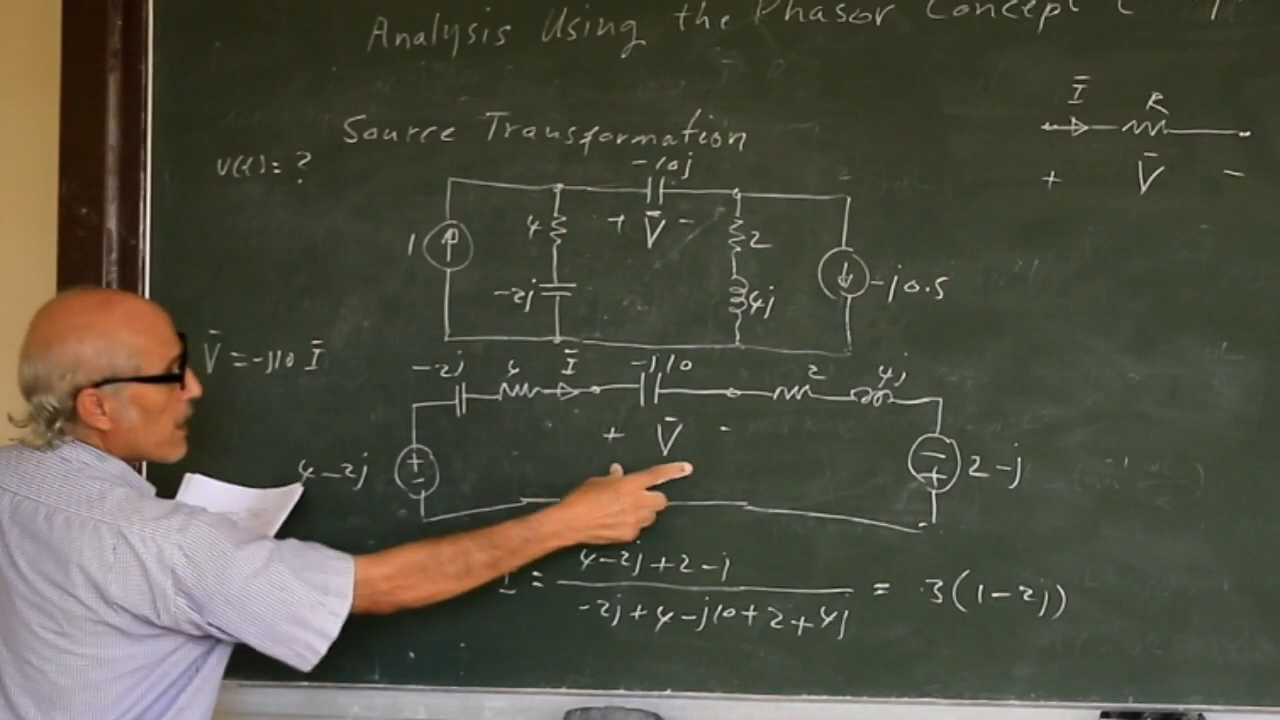 Analysis Using the Phasor Concept (
Source Transformation
v(t) = ?
Ī R
+ V̄ -
-10j
1 4 + V̄ - 2 -j0.5
-2j 4j
V̄ = -j10 Ī
-2j 4 Ī -j10 2 4j
+ V̄ -
4-2j + - - + 2-j
4-2j+2-j
= = .3(1-2j)
-2j+4-j10+2+4j